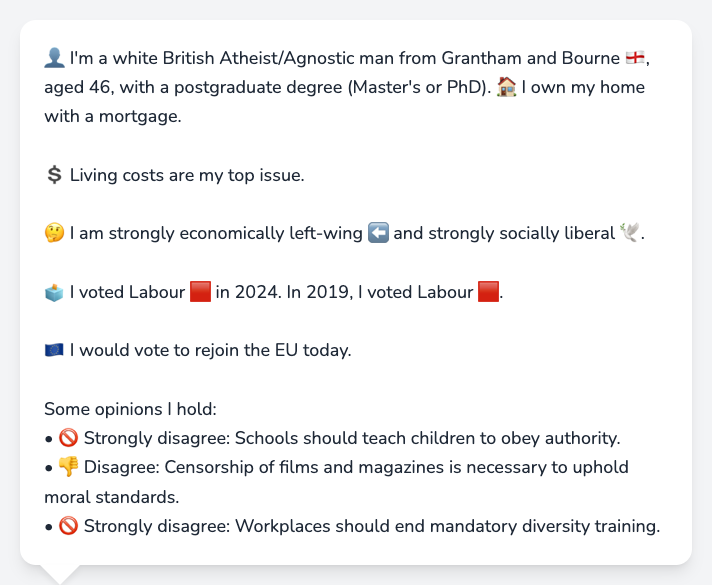 👤 I'm a white British Atheist/Agnostic man from Grantham and Bourne 🏴󠁧󠁢󠁥󠁮󠁧󠁿,
aged 46, with a postgraduate degree (Master's or PhD). 🏠 I own my home
with a mortgage.
💲 Living costs are my top issue.
🤔 I am strongly economically left-wing ⬅️ and strongly socially liberal 🕊️.
🗳️ I voted Labour 🟥 in 2024. In 2019, I voted Labour 🟥.
🇪🇺 I would vote to rejoin the EU today.
Some opinions I hold:
• 🚫 Strongly disagree: Schools should teach children to obey authority.
• 👎 Disagree: Censorship of films and magazines is necessary to uphold
moral standards.
• 🚫 Strongly disagree: Workplaces should end mandatory diversity training.